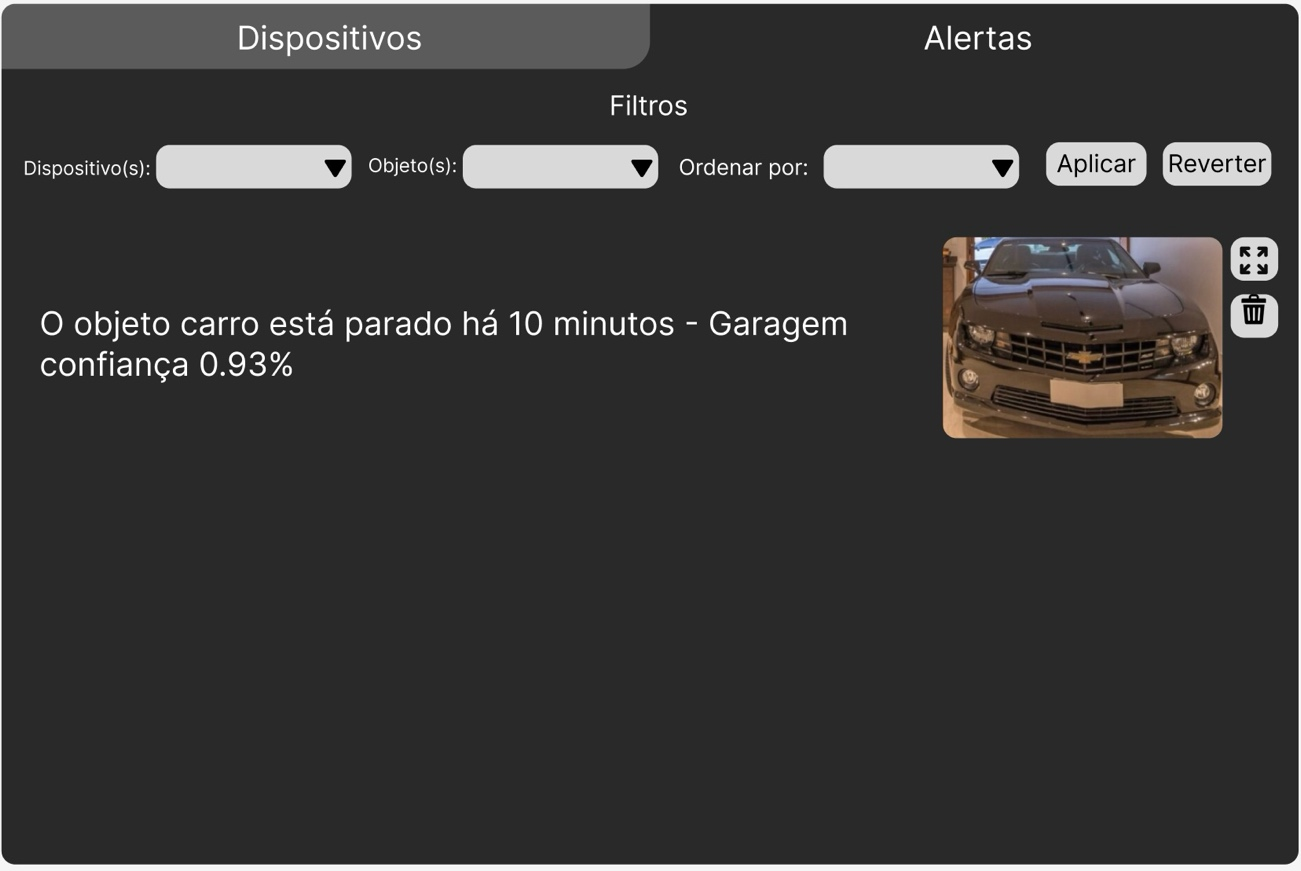 Dispositivos
Alertas
Filtros
Dispositivo(s):
Objeto(s):
Ordenar por:
Aplicar
Reverter
O objeto carro está parado há 10 minutos - Garagem
confiança 0.93%